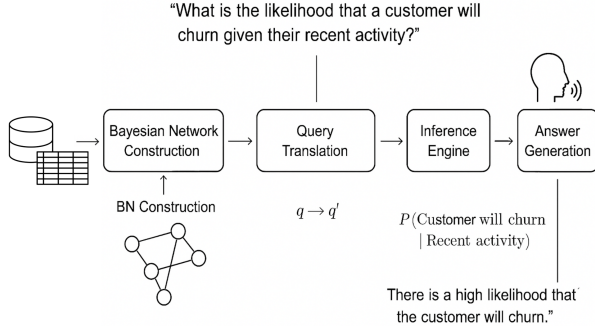 “What is the likelihood that a customer will
churn given their recent activity?”
Bayesian Network
Construction
Query
Translation
Inference
Engine
Answer
Generation
BN Construction
q → q′
P(Customer will churn
| Recent activity)
There is a high likelihood that
the customer will churn.”